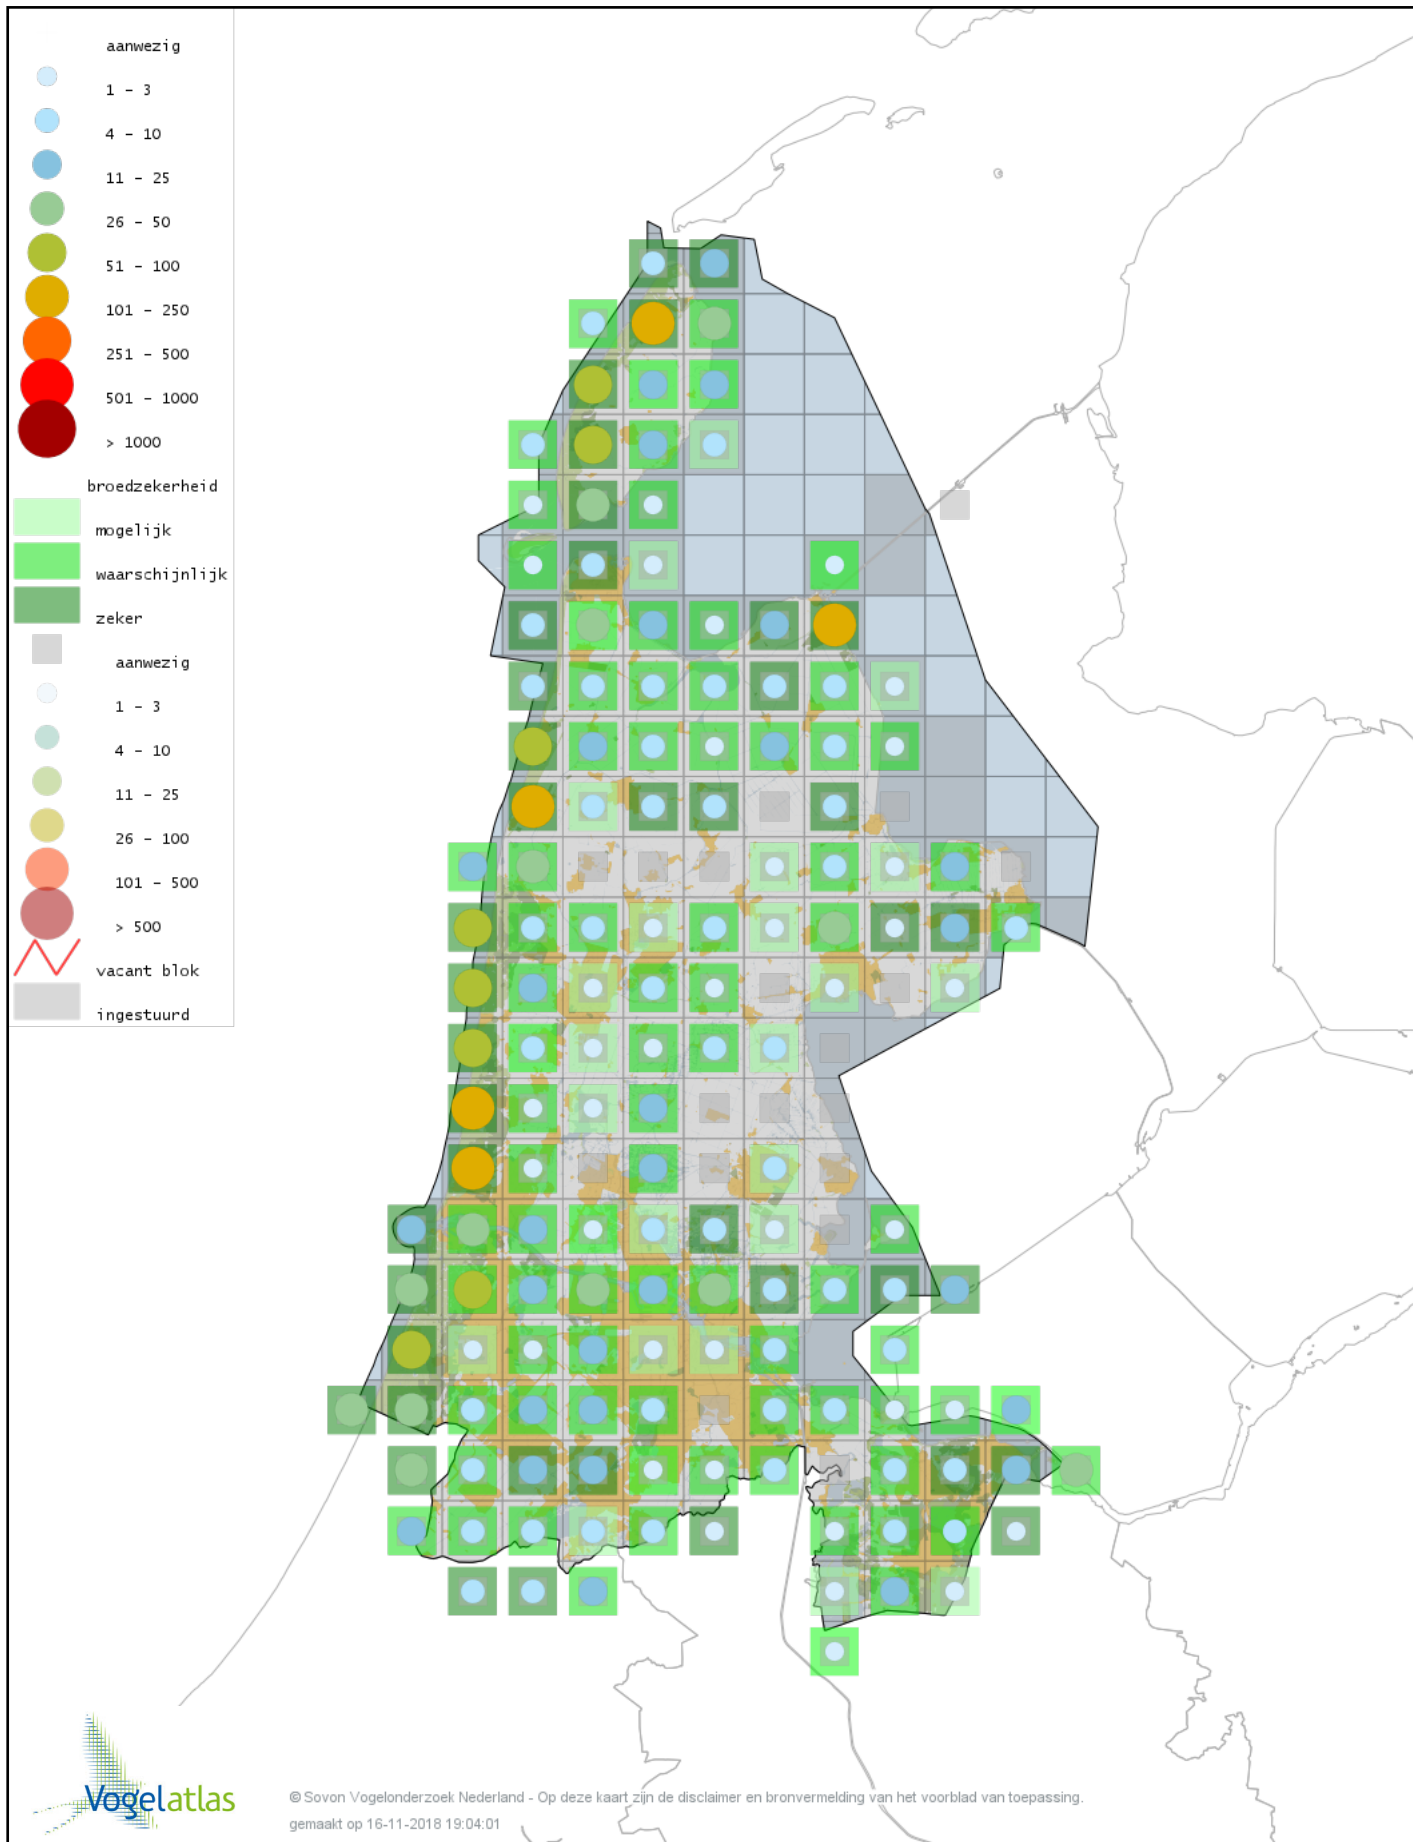 aanwezig
1 - 3
4 - 10
11 - 25
26 - 50
51 - 100
101 - 250
251 - 500
501 - 1000
> 1000
broedzekerheid
mogelijk
waarschijnlijk
zeker
aanwezig
1 - 3
4 - 10
11 - 25
26 - 100
101 - 500
> 500
vacant blok
ingestuurd
Vogelatlas
© Sovon Vogelonderzoek Nederland - Op deze kaart zijn de disclaimer en bronvermelding van het voorblad van toepassing.
gemaakt op 16-11-2018 19:04:01